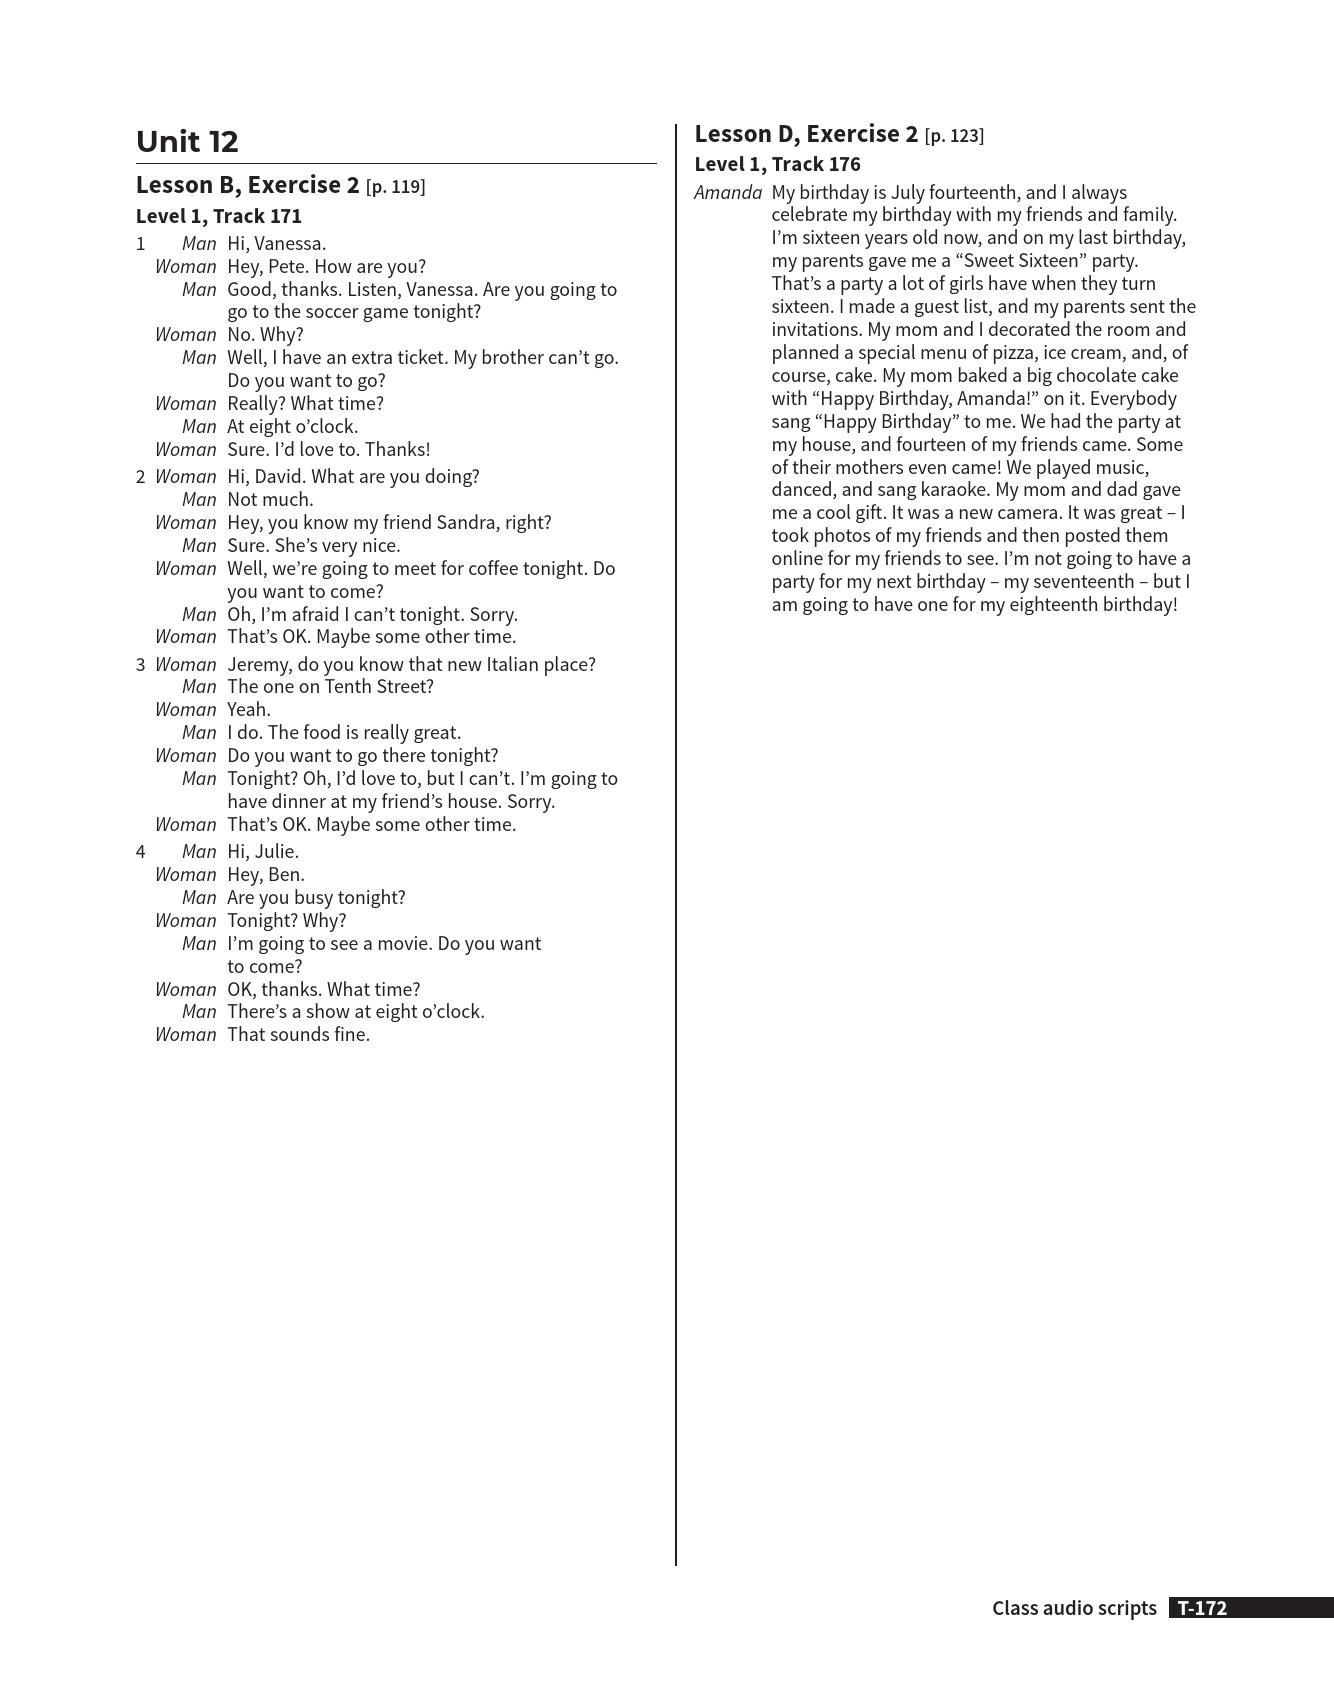 Unit 12
Lesson B, Exercise 2 [p. 119]
Level 1, Track 171
1 Man Hi, Vanessa.
Woman Hey, Pete. How are you?
Man Good, thanks. Listen, Vanessa. Are you going to
go to the soccer game tonight?
Woman No. Why?
Man Well, I have an extra ticket. My brother can’t go.
Do you want to go?
Woman Really? What time?
Man At eight o’clock.
Woman Sure. I’d love to. Thanks!
2 Woman Hi, David. What are you doing?
Man Not much.
Woman Hey, you know my friend Sandra, right?
Man Sure. She’s very nice.
Woman Well, we’re going to meet for coffee tonight. Do
you want to come?
Man Oh, I’m afraid I can’t tonight. Sorry.
Woman That’s OK. Maybe some other time.
3 Woman Jeremy, do you know that new Italian place?
Man The one on Tenth Street?
Woman Yeah.
Man I do. The food is really great.
Woman Do you want to go there tonight?
Man Tonight? Oh, I’d love to, but I can’t. I’m going to
have dinner at my friend’s house. Sorry.
Woman That’s OK. Maybe some other time.
4 Man Hi, Julie.
Woman Hey, Ben.
Man Are you busy tonight?
Woman Tonight? Why?
Man I’m going to see a movie. Do you want
to come?
Woman OK, thanks. What time?
Man There’s a show at eight o’clock.
Woman That sounds fine.
Lesson D, Exercise 2 [p. 123]
Level 1, Track 176
Amanda My birthday is July fourteenth, and I always
celebrate my birthday with my friends and family.
I’m sixteen years old now, and on my last birthday,
my parents gave me a “Sweet Sixteen” party.
That’s a party a lot of girls have when they turn
sixteen. I made a guest list, and my parents sent the
invitations. My mom and I decorated the room and
planned a special menu of pizza, ice cream, and, of
course, cake. My mom baked a big chocolate cake
with “Happy Birthday, Amanda!” on it. Everybody
sang “Happy Birthday” to me. We had the party at
my house, and fourteen of my friends came. Some
of their mothers even came! We played music,
danced, and sang karaoke. My mom and dad gave
me a cool gift. It was a new camera. It was great – I
took photos of my friends and then posted them
online for my friends to see. I’m not going to have a
party for my next birthday – my seventeenth – but I
am going to have one for my eighteenth birthday!
Class audio scripts T-172